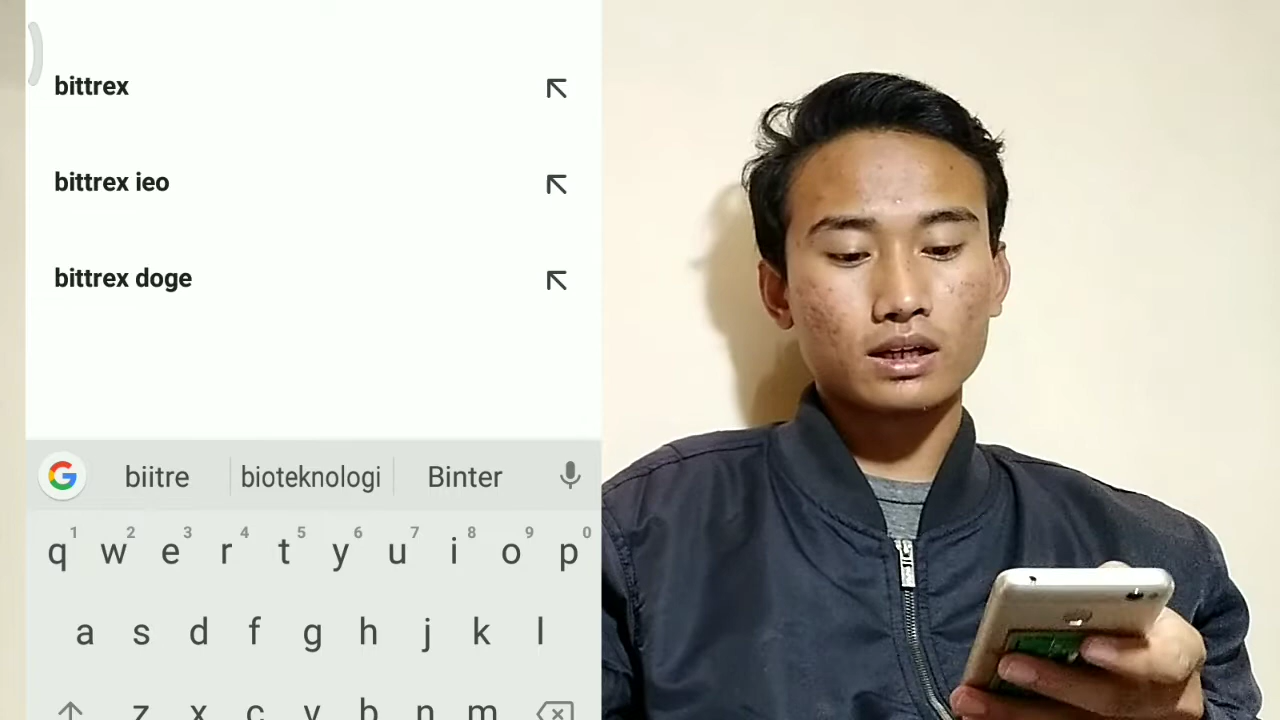 bittrex
bittrex ieo
bittrex doge
G biitre bioteknologi Binter
1 2 3 4 5 6 7 8 9 0
q w e r t y u i o p
a s d f g h j k l
z x c v b n m